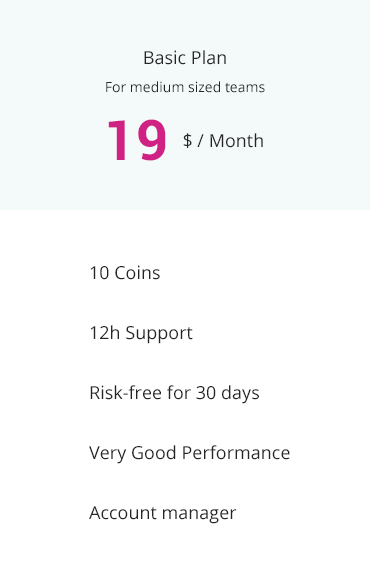 Basic Plan
For medium sized teams
19 $ / Month
10 Coins
12h Support
Risk-free for 30 days
Very Good Performance
Account manager